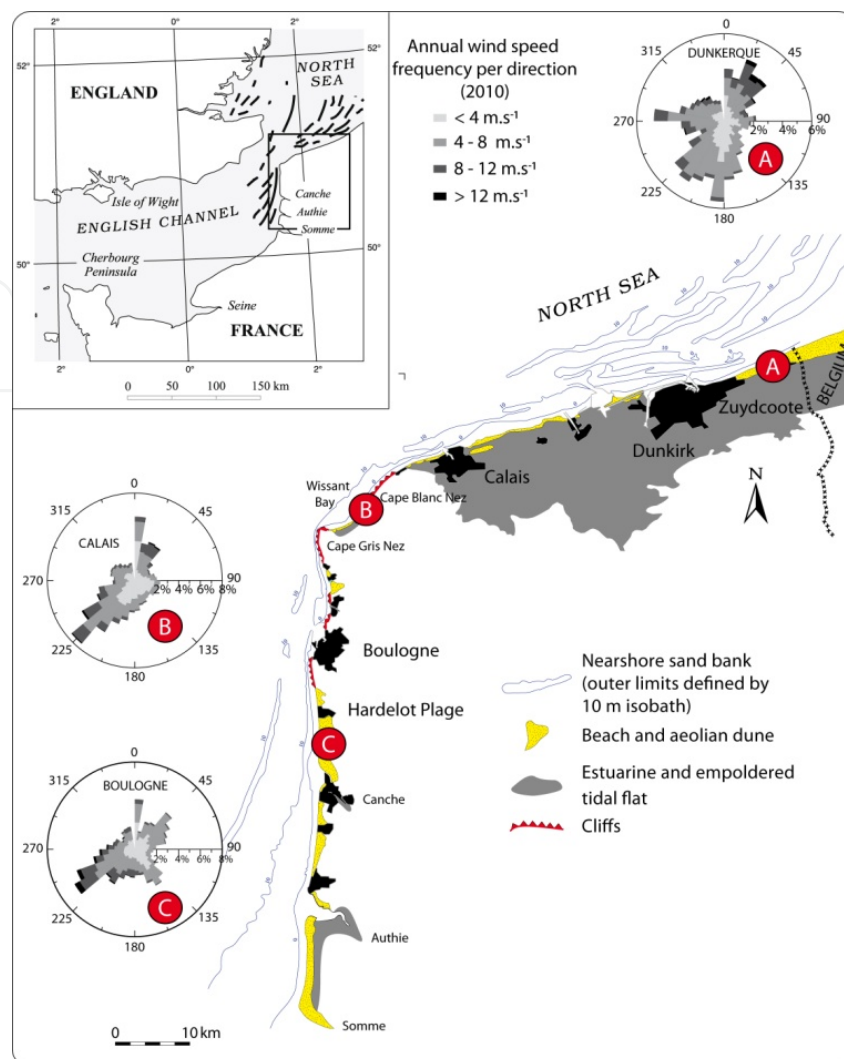 2°
0°
2°
52°
52°
NORTH
SEA
ENGLAND
Isle of Wight
ENGLISH CHANNEL
Canche
Authie
Somme
50°
50°
Cherbourg
Peninsula
Seine
FRANCE
2°
0°
2°
0 50 100 150 km
Annual wind speed
frequency per direction
(2010)
< 4 m.s⁻¹
4 - 8 m.s⁻¹
8 - 12 m.s⁻¹
> 12 m.s⁻¹
0
DUNKERQUE
315
45
270
90
2% 4% 6%
A
225
135
180
NORTH SEA
A
BELGIUM
Zuydcoote
Dunkirk
Calais
N
Wissant
Bay
Cape Blanc Nez
B
Cape Gris Nez
0
315
45
CALAIS
270
90
2% 4% 6% 8%
B
225
135
180
Boulogne
Hardelot Plage
C
Canche
Authie
Somme
0
BOULOGNE
315
45
270
90
2% 4% 6% 8%
C
225
135
180
Nearshore sand bank
(outer limits defined by
10 m isobath)
Beach and aeolian dune
Estuarine and empoldered
tidal flat
Cliffs
0 10 km